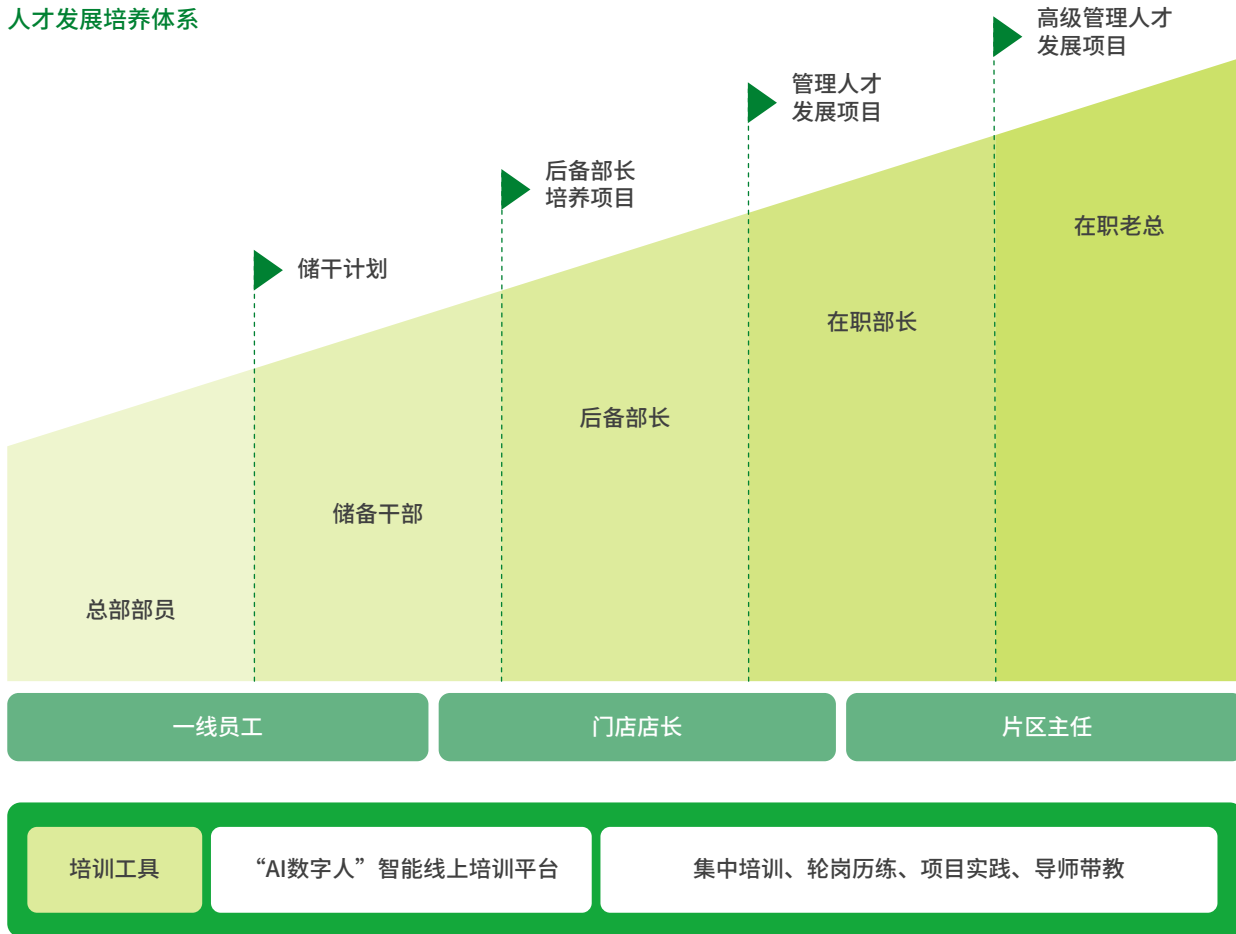 人才发展培养体系
高级管理人才
发展项目
管理人才
发展项目
后备部长
培养项目
储干计划
在职老总
在职部长
后备部长
储备干部
总部部员
一线员工
门店店长
片区主任
培训工具
“AI数字人”智能线上培训平台
集中培训、轮岗历练、项目实践、导师带教